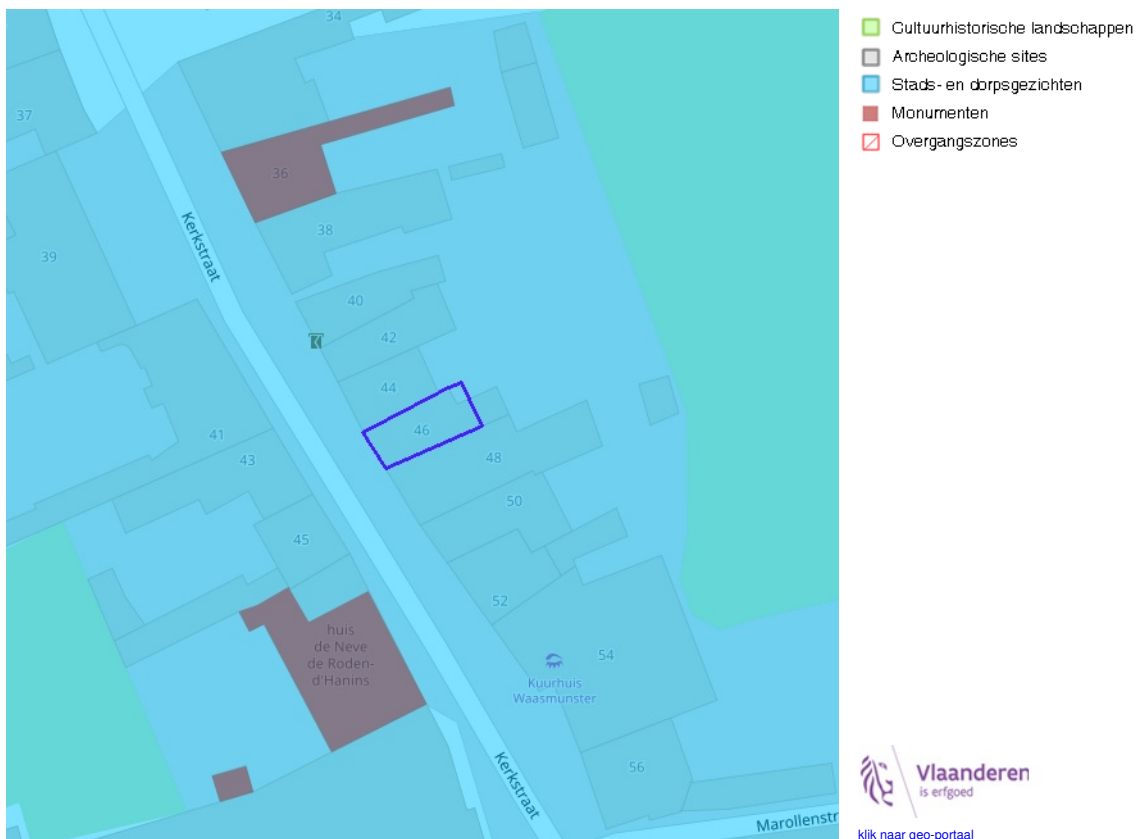 34
37
36
Kerkstraat
38
39
40
42
44
46
41
43
48
50
45
52
huis
de Neve
de Roden-
d'Hanins
54
Kuurhuis
Waasmunster
56
Kerkstraat
Marollenstr
Cultuurhistorische landschappen
Archeologische sites
Stads- en dorpsgezichten
Monumenten
Overgangszones
Vlaanderen
is erfgoed
klik naar geo-portaal